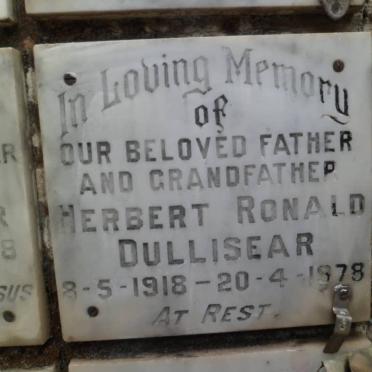 In Loving Memory
of
OUR BELOVED FATHER
AND GRANDFATHER
HERBERT RONALD
DULLISEAR
8-5-1918-20-4-1978
AT REST.